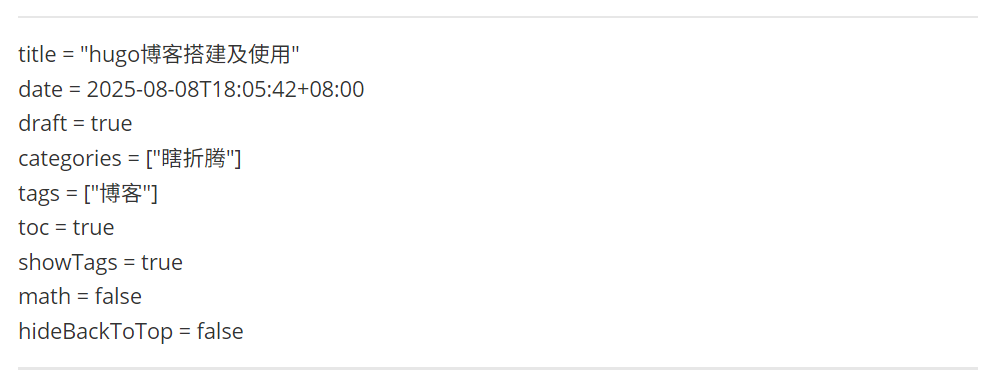 title = "hugo博客搭建及使用"
date = 2025-08-08T18:05:42+08:00
draft = true
categories = ["瞎折腾"]
tags = ["博客"]
toc = true
showTags = true
math = false
hideBackToTop = false